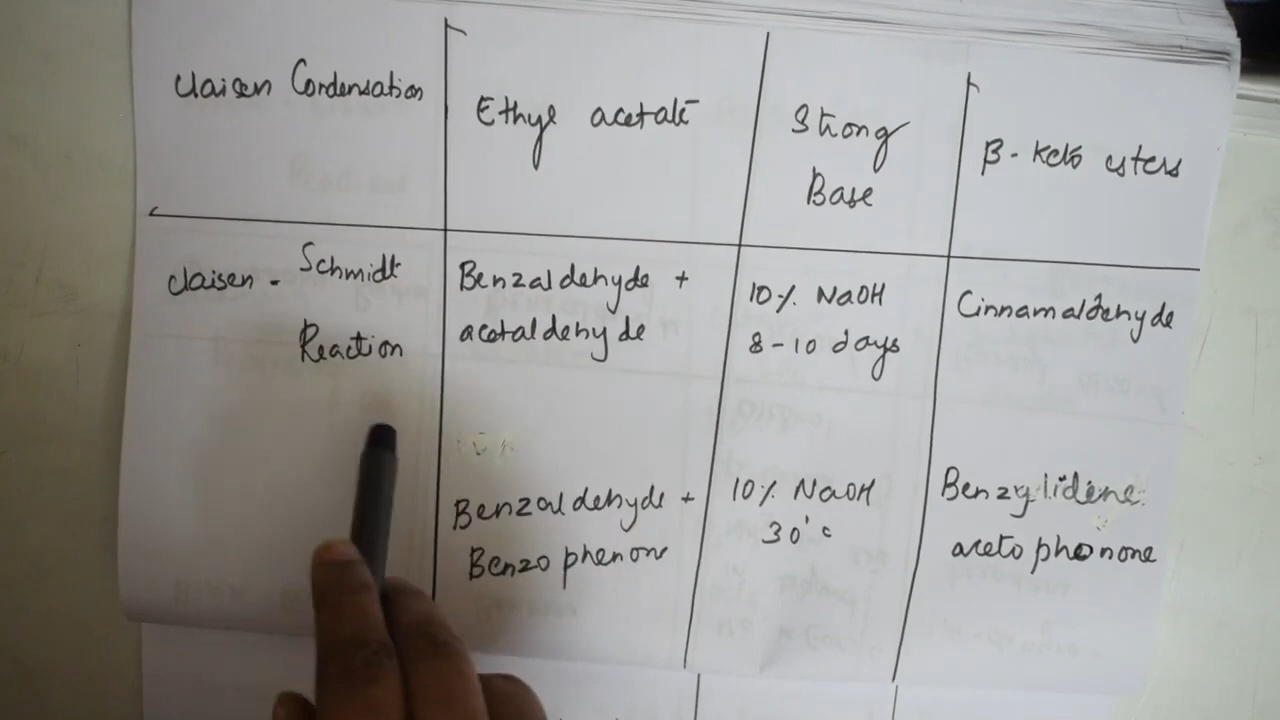 Claisen Condensation
Ethyl acetate
Strong
Base
β - Keto esters
Claisen - Schmidt
Reaction
Benzaldehyde +
acetaldehyde
10% NaOH
8-10 days
Cinnamaldehyde
Benzaldehyde +
Benzophenone
10% NaOH
30°C
Benzylidene
acetophenone